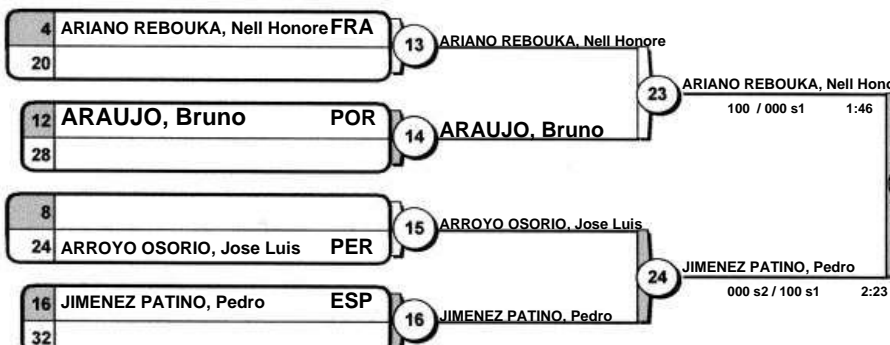 4 ARIANO REBOUKA, Nell Honore FRA
20
13 ARIANO REBOUKA, Nell Honore
12 ARAUJO, Bruno POR
28
14 ARAUJO, Bruno
23 ARIANO REBOUKA, Nell Hono
100 / 000 s1 1:46
8
24 ARROYO OSORIO, Jose Luis PER
15 ARROYO OSORIO, Jose Luis
16 JIMENEZ PATINO, Pedro ESP
32
16 JIMENEZ PATINO, Pedro
24 JIMENEZ PATINO, Pedro
000 s2 / 100 s1 2:23